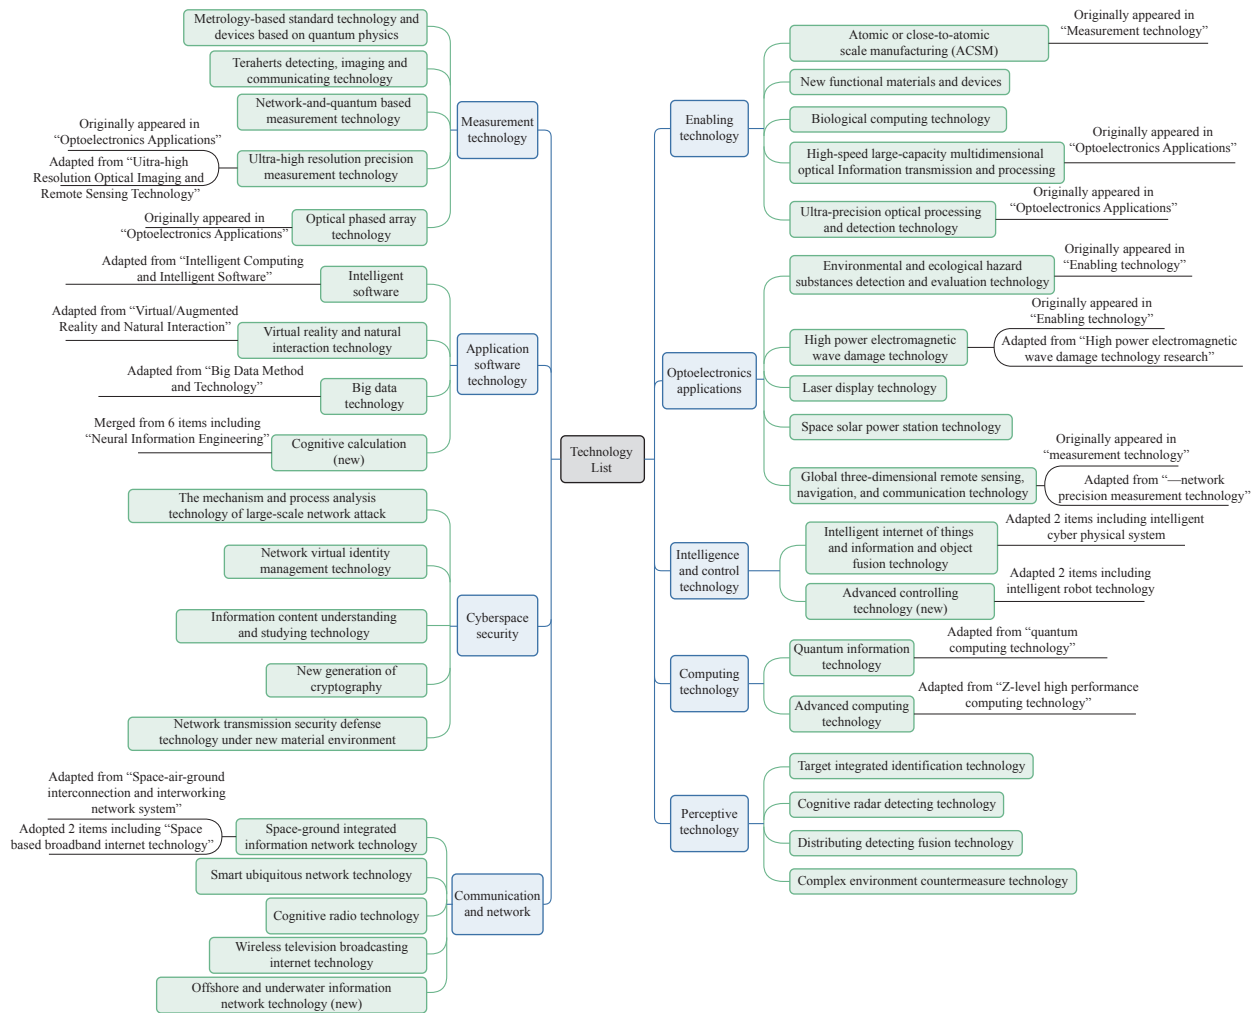 Metrology-based standard technology and
devices based on quantum physics
Teraherts detecting, imaging and
communicating technology
Network-and-quantum based
measurement technology
Originally appeared in
“Optoelectronics Applications”
Adapted from “Uitra-high
Resolution Optical Imaging and
Remote Sensing Technology”
Ultra-high resolution precision
measurement technology
Originally appeared in
“Optoelectronics Applications”
Optical phased array
technology
Measurement
technology
Adapted from “Intelligent Computing
and Intelligent Software”
Intelligent
software
Adapted from “Virtual/Augmented
Reality and Natural Interaction”
Virtual reality and natural
interaction technology
Adapted from “Big Data Method
and Technology”
Big data
technology
Merged from 6 items including
“Neural Information Engineering”
Cognitive calculation
(new)
Application
software
technology
The mechanism and process analysis
technology of large-scale network attack
Network virtual identity
management technology
Information content understanding
and studying technology
New generation of
cryptography
Network transmission security defense
technology under new material environment
Cyberspace
security
Adapted from “Space-air-ground
interconnection and interworking
network system”
Adopted 2 items including “Space
based broadband internet technology”
Space-ground integrated
information network technology
Smart ubiquitous network technology
Cognitive radio technology
Wireless television broadcasting
internet technology
Offshore and underwater information
network technology (new)
Communication
and network
Technology
List
Enabling
technology
Atomic or close-to-atomic
scale manufacturing (ACSM)
Originally appeared in
“Measurement technology”
New functional materials and devices
Biological computing technology
High-speed large-capacity multidimensional
optical Information transmission and processing
Originally appeared in
“Optoelectronics Applications”
Ultra-precision optical processing
and detection technology
Originally appeared in
“Optoelectronics Applications”
Optoelectronics
applications
Environmental and ecological hazard
substances detection and evaluation technology
Originally appeared in
“Enabling technology”
High power electromagnetic
wave damage technology
Originally appeared in
“Enabling technology”
Adapted from “High power electromagnetic
wave damage technology research”
Laser display technology
Space solar power station technology
Global three-dimensional remote sensing,
navigation, and communication technology
Originally appeared in
“measurement technology”
Adapted from “—network
precision measurement technology”
Intelligence
and control
technology
Intelligent internet of things
and information and object
fusion technology
Adapted 2 items including intelligent
cyber physical system
Advanced controlling
technology (new)
Adapted 2 items including
intelligent robot technology
Computing
technology
Quantum information
technology
Adapted from “quantum
computing technology”
Advanced computing
technology
Adapted from “Z-level high performance
computing technology”
Perceptive
technology
Target integrated identification technology
Cognitive radar detecting technology
Distributing detecting fusion technology
Complex environment countermeasure technology